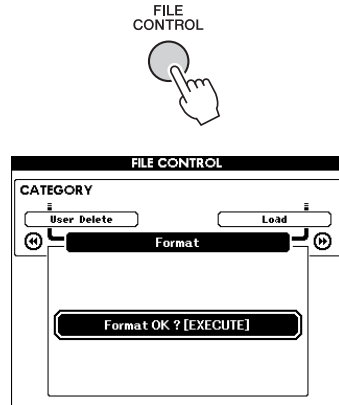 FILE
CONTROL
FILE CONTROL
CATEGORY
User Delete
Load
Format
Format OK ? [EXECUTE]